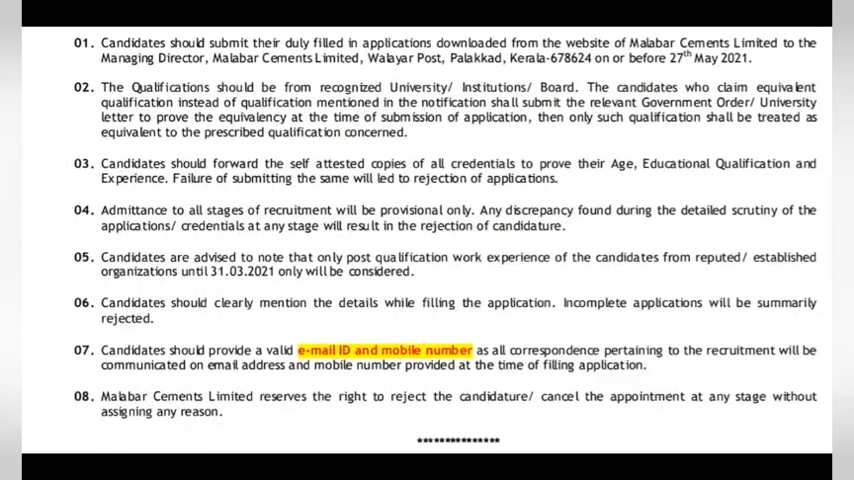 01. Candidates should submit their duly filled in applications downloaded from the website of Malabar Cements Limited to the
Managing Director, Malabar Cements Limited, Walayar Post, Palakkad, Kerala-678624 on or before 27th May 2021.
02. The Qualifications should be from recognized University/ Institutions/ Board. The candidates who claim equivalent
qualification instead of qualification mentioned in the notification shall submit the relevant Government Order/ University
letter to prove the equivalency at the time of submission of application, then only such qualification shall be treated as
equivalent to the prescribed qualification concerned.
03. Candidates should forward the self attested copies of all credentials to prove their Age, Educational Qualification and
Experience. Failure of submitting the same will led to rejection of applications.
04. Admittance to all stages of recruitment will be provisional only. Any discrepancy found during the detailed scrutiny of the
applications/ credentials at any stage will result in the rejection of candidature.
05. Candidates are advised to note that only post qualification work experience of the candidates from reputed/ established
organizations until 31.03.2021 only will be considered.
06. Candidates should clearly mention the details while filling the application. Incomplete applications will be summarily
rejected.
07. Candidates should provide a valid e-mail ID and mobile number as all correspondence pertaining to the recruitment will be
communicated on email address and mobile number provided at the time of filling application.
08. Malabar Cements Limited reserves the right to reject the candidature/ cancel the appointment at any stage without
assigning any reason.
***************